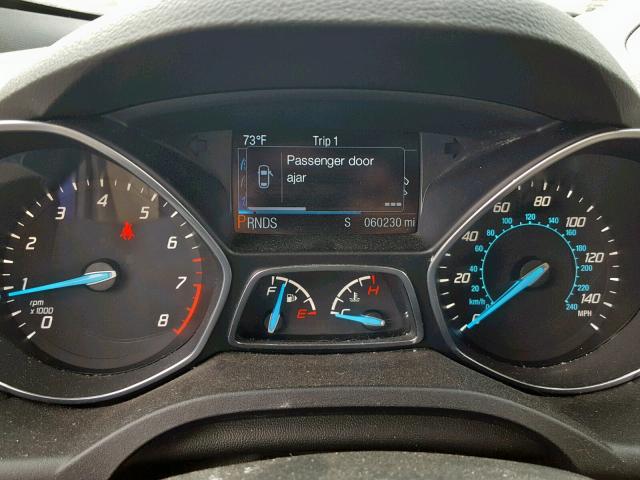 73°F Trip 1
Passenger door
ajar
PRNDS S 060230 mi
0 1 2 3 4 5 6 7 8
rpm
x1000
F E
C H
0 20 40 60 80 100 120 140
MPH
km/h 20 40 60 80 100 120 140 160 180 200 220 240